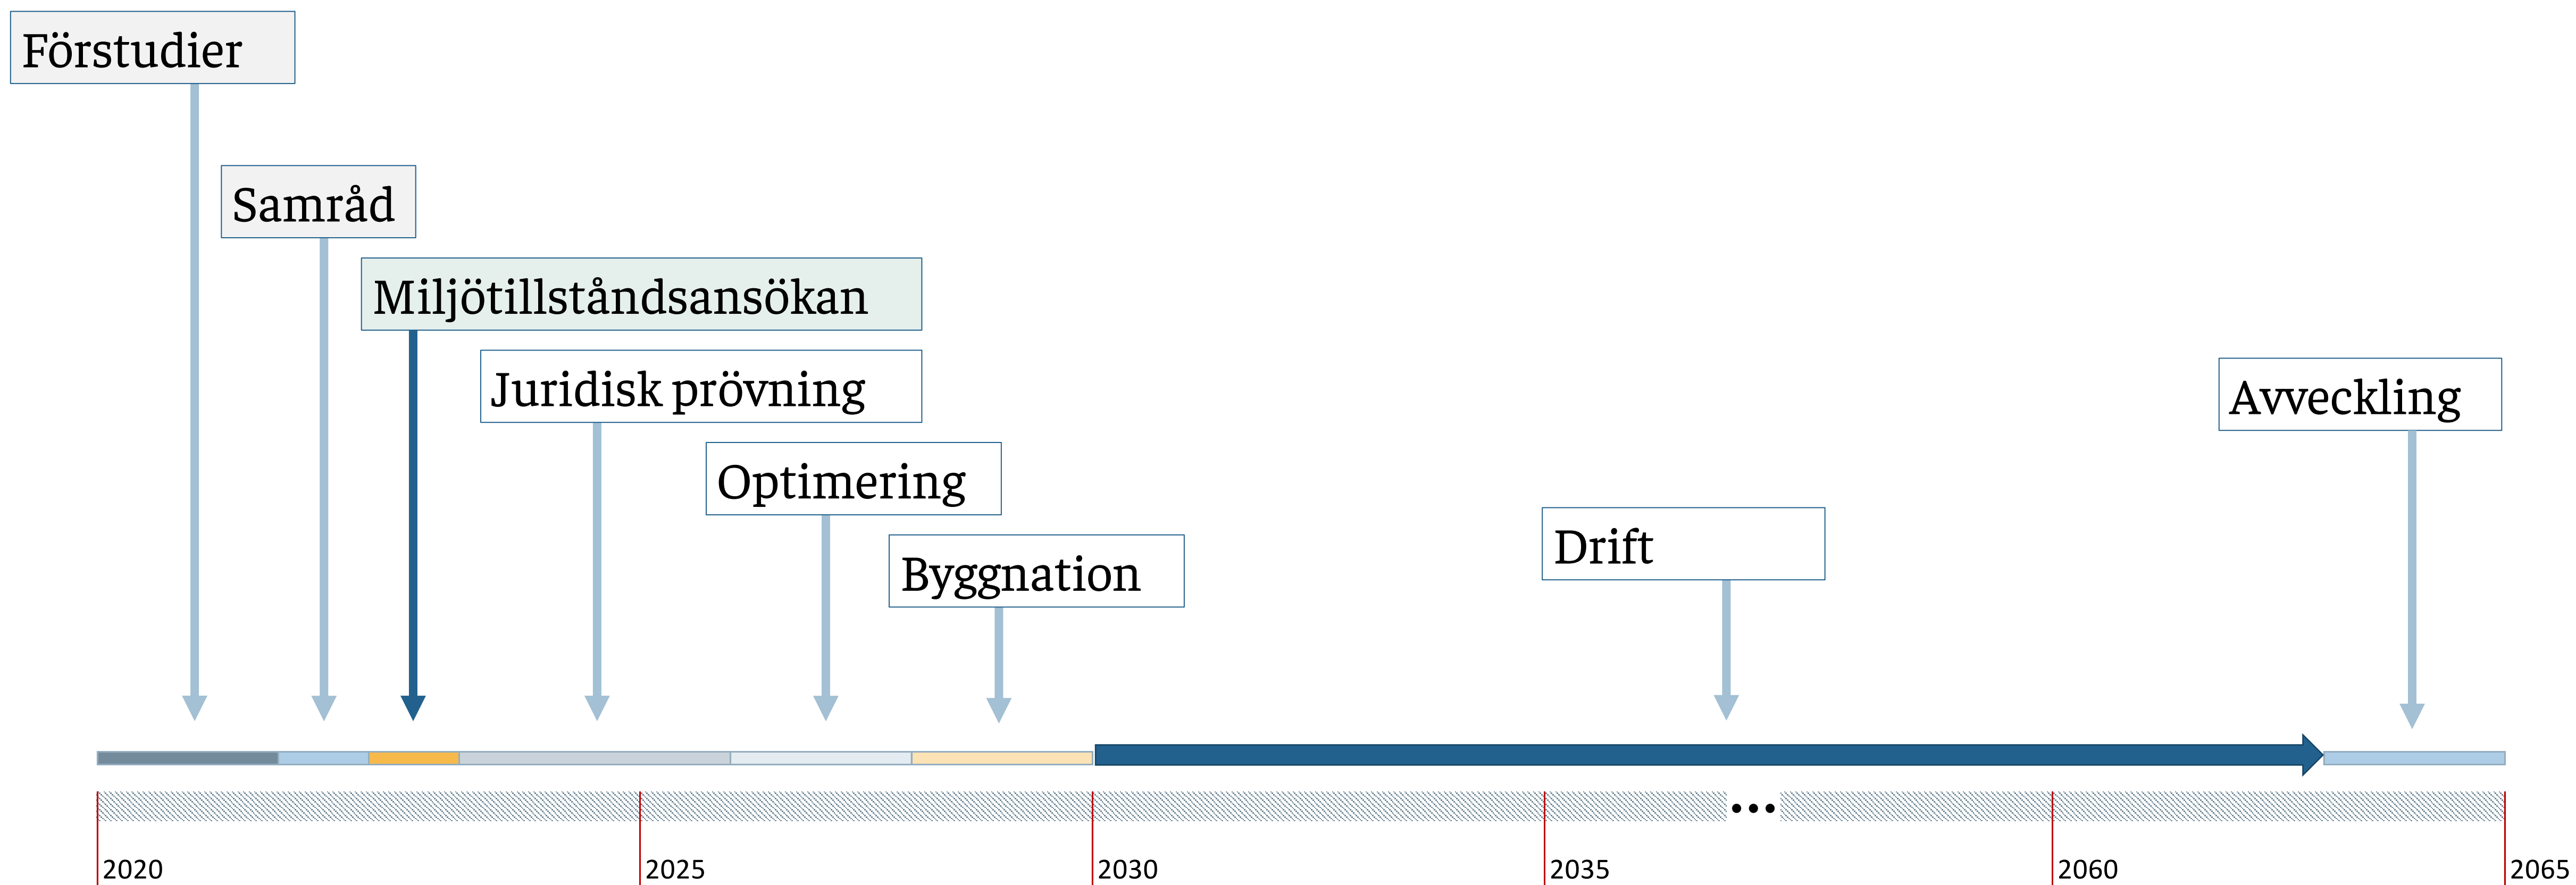 Förstudier
Samråd
Miljötillståndsansökan
Juridisk prövning
Optimering
Byggnation
Drift
Avveckling
...
2020
2025
2030
2035
2060
2065